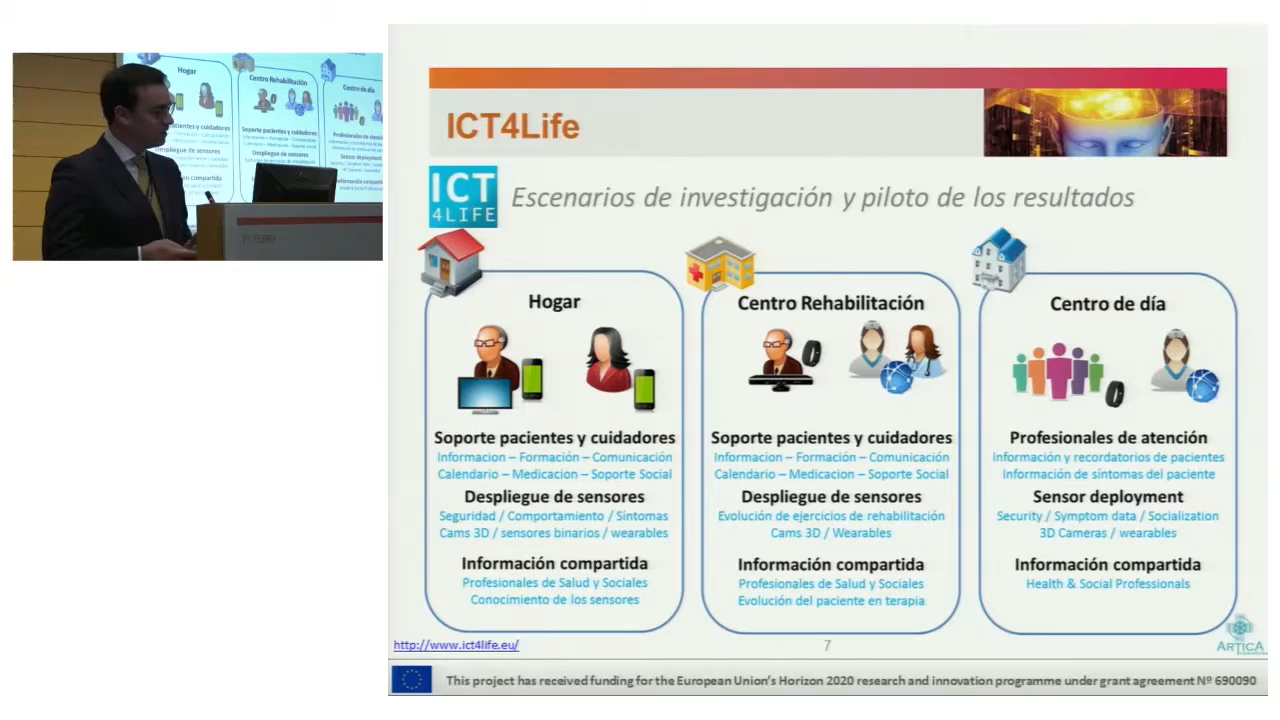 Hogar
Centro Rehabilitación
Centro de día
Soporte pacientes y cuidadores
ICT4Life
ICT
4LIFE
Escenarios de investigación y piloto de los resultados
Hogar
Soporte pacientes y cuidadores
Informacion – Formación – Comunicación
Calendario – Medicacion – Soporte Social
Despliegue de sensores
Seguridad / Comportamiento / Síntomas
Cams 3D / sensores binarios / wearables
Información compartida
Profesionales de Salud y Sociales
Conocimiento de los sensores
Centro Rehabilitación
Soporte pacientes y cuidadores
Informacion – Formación – Comunicación
Calendario – Medicacion – Soporte Social
Despliegue de sensores
Evolución de ejercicios de rehabilitación
Cams 3D / Wearables
Información compartida
Profesionales de Salud y Sociales
Evolución del paciente en terapia
Centro de día
Profesionales de atención
Información y recordatorios de pacientes
Información de síntomas del paciente
Sensor deployment
Security / Symptom data / Socialization
3D Cameras / wearables
Información compartida
Health & Social Professionals
http://www.ict4life.eu/
7
ARTICA
This project has received funding for the European Union's Horizon 2020 research and innovation programme under grant agreement Nº 690090